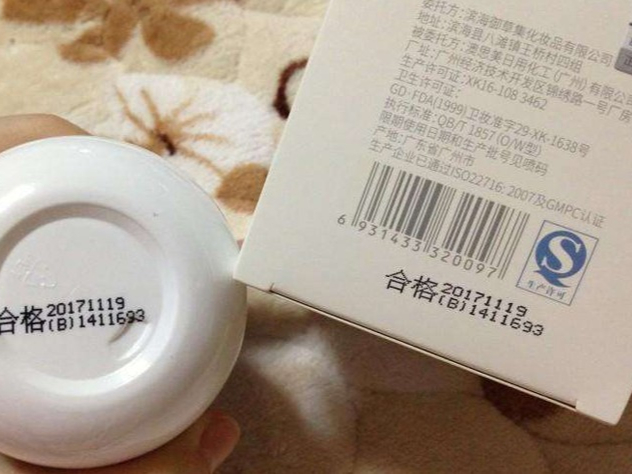 委托方:滨海御草集化妆品有限公司
地址:滨海县八滩镇王桥村四组
被委托方:澳思美日用化工(广州)有限公
厂址:广州经济技术开发区锦绣路一号厂房
生产许可证:XK16-108 3462
卫生许可证:
GD·FDA(1999)卫妆准字29-XK-1638号
执行标准:QB/T 1857 (O/W型)
限期使用日期和生产批号见喷码
产地:广东省广州市
生产企业已通过ISO22716: 2007及GMPC认证
6 931433 320097
生产许可
合格 20171119
(B)1411693
合格 20171119
(B)1411693